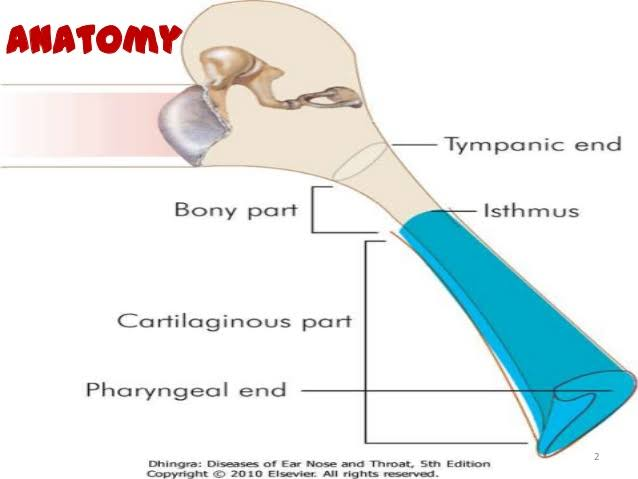 ANATOMY
Tympanic end
Bony part
Isthmus
Cartilaginous part
Pharyngeal end
2
Dhingra: Diseases of Ear Nose and Throat, 5th Edition
Copyright © 2010 Elsevier. All rights reserved.